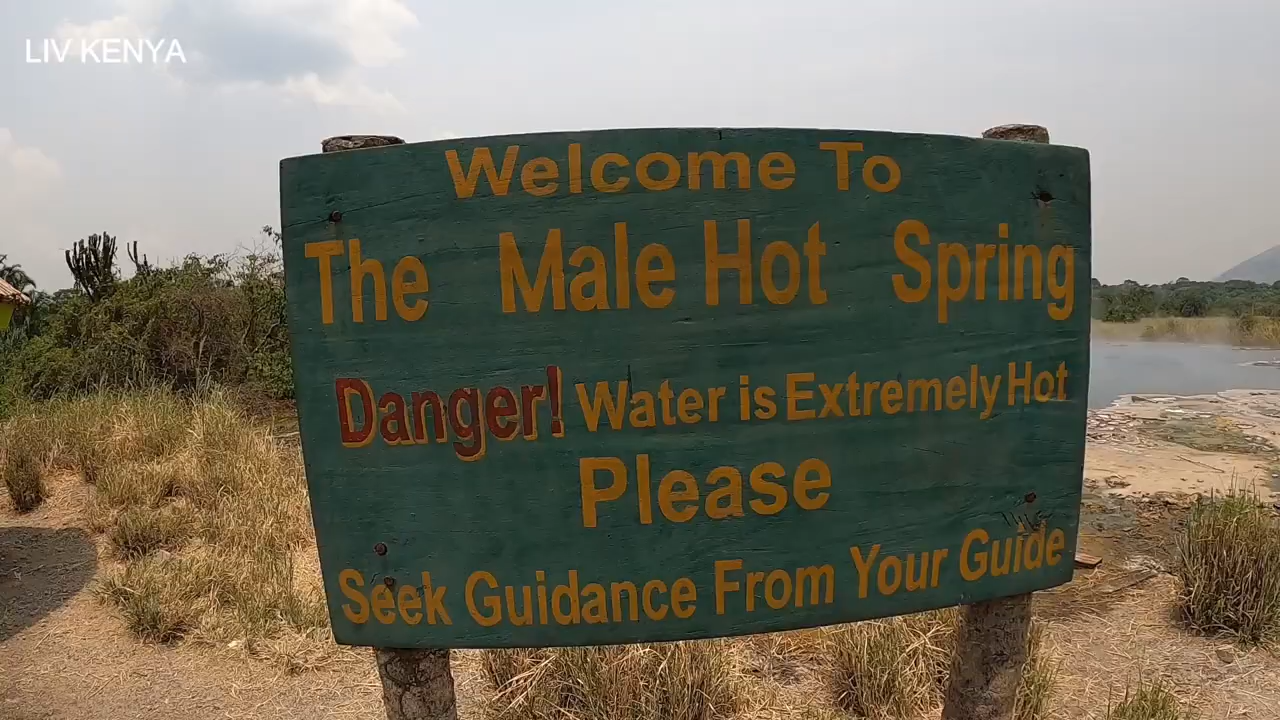 LIV KENYA
Welcome To
The Male Hot Spring
Danger! Water is Extremely Hot
Please
Seek Guidance From Your Guide